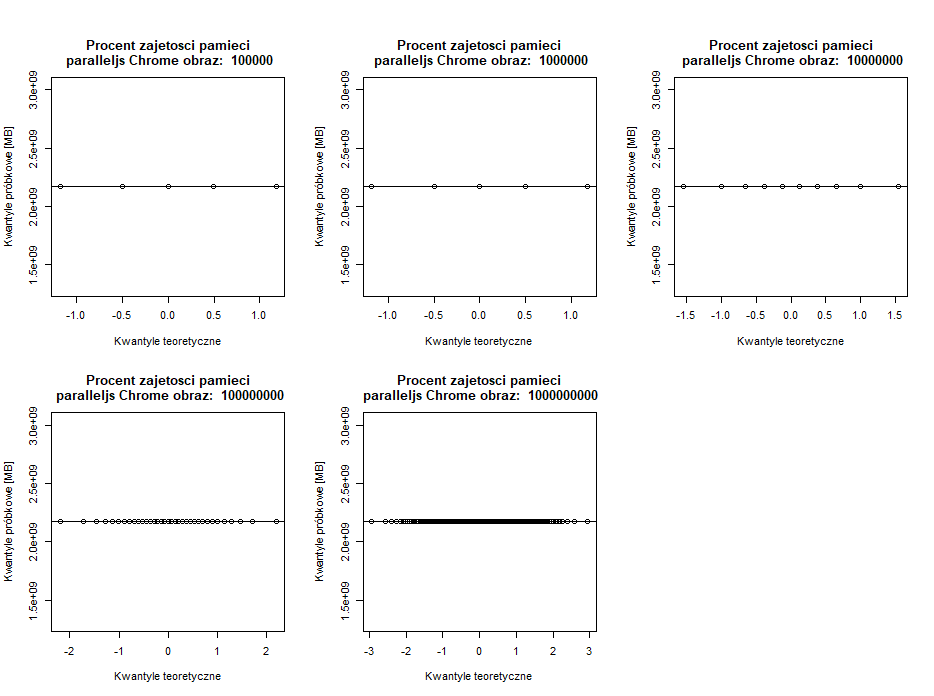 Procent zajetosci pamieci
paralleljs Chrome obraz: 100000
Kwantyle próbkowe [MB]
3.0e+09
2.5e+09
2.0e+09
1.5e+09
-1.0 -0.5 0.0 0.5 1.0
Kwantyle teoretyczne
Procent zajetosci pamieci
paralleljs Chrome obraz: 1000000
Kwantyle próbkowe [MB]
3.0e+09
2.5e+09
2.0e+09
1.5e+09
-1.0 -0.5 0.0 0.5 1.0
Kwantyle teoretyczne
Procent zajetosci pamieci
paralleljs Chrome obraz: 10000000
Kwantyle próbkowe [MB]
3.0e+09
2.5e+09
2.0e+09
1.5e+09
-1.5 -1.0 -0.5 0.0 0.5 1.0 1.5
Kwantyle teoretyczne
Procent zajetosci pamieci
paralleljs Chrome obraz: 100000000
Kwantyle próbkowe [MB]
3.0e+09
2.5e+09
2.0e+09
1.5e+09
-2 -1 0 1 2
Kwantyle teoretyczne
Procent zajetosci pamieci
paralleljs Chrome obraz: 1000000000
Kwantyle próbkowe [MB]
3.0e+09
2.5e+09
2.0e+09
1.5e+09
-3 -2 -1 0 1 2 3
Kwantyle teoretyczne